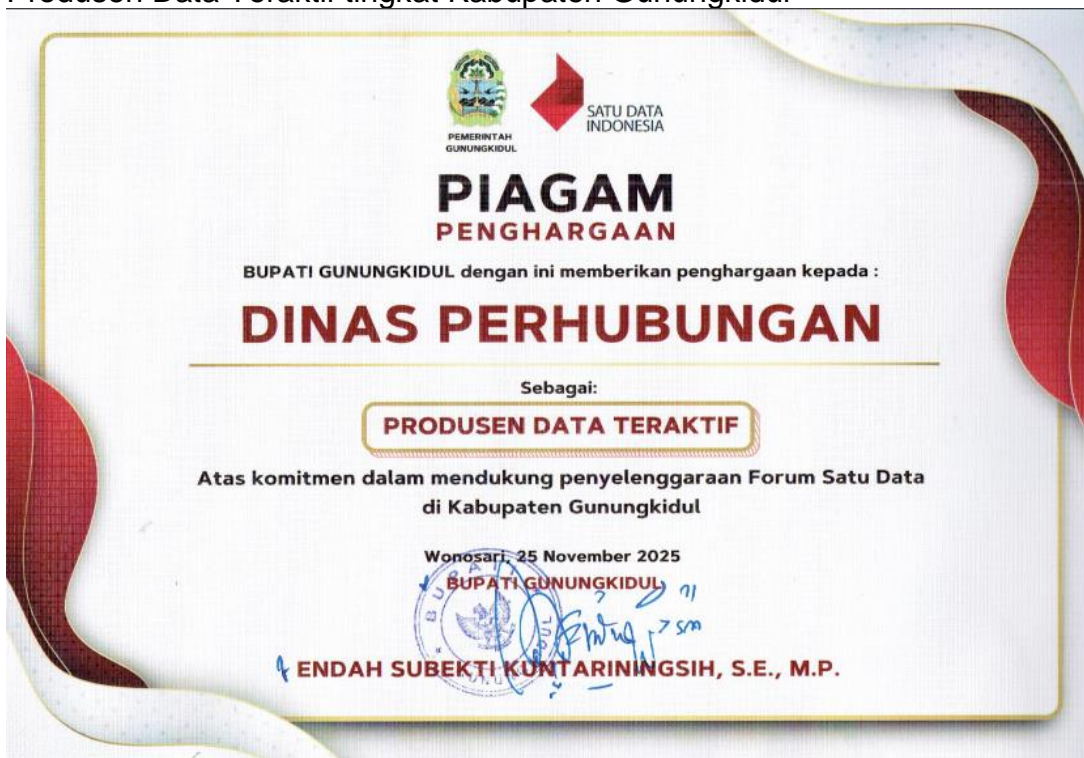 Produsen Data Teraktif tingkat Kabupaten Gunungkidul
PEMERINTAH
GUNUNGKIDUL
SATU DATA
INDONESIA
PIAGAM
PENGHARGAAN
BUPATI GUNUNGKIDUL dengan ini memberikan penghargaan kepada :
DINAS PERHUBUNGAN
Sebagai:
PRODUSEN DATA TERAKTIF
Atas komitmen dalam mendukung penyelenggaraan Forum Satu Data
di Kabupaten Gunungkidul
Wonosari, 25 November 2025
BUPATI GUNUNGKIDUL
BUPATI
ENDAH SUBEKTI KUNTARININGSIH, S.E., M.P.